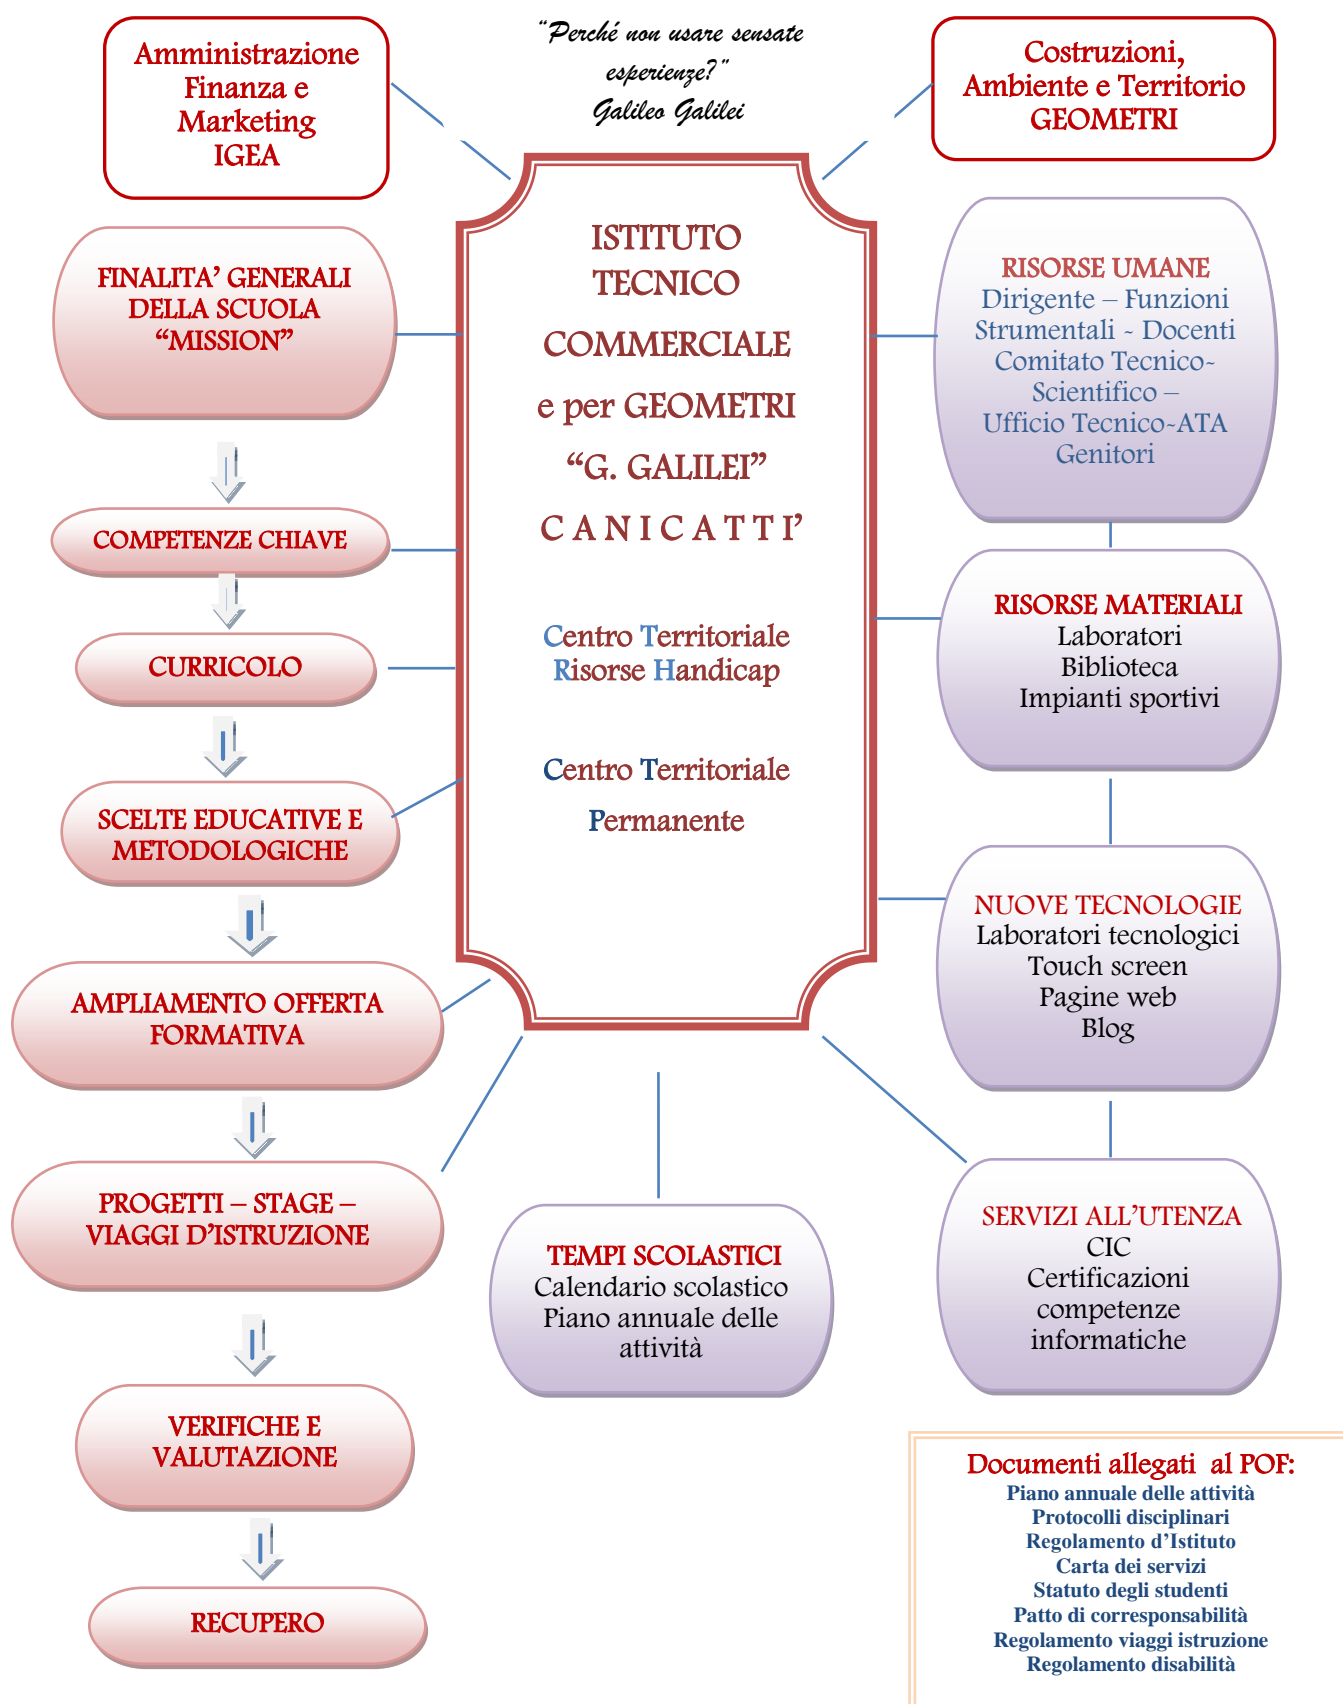 Amministrazione
Finanza e
Marketing
IGEA
“Perché non usare sensate
esperienze?”
Galileo Galilei
Costruzioni,
Ambiente e Territorio
GEOMETRI
ISTITUTO
TECNICO
COMMERCIALE
e per GEOMETRI
“G. GALILEI”
C A N I C A T T I’
Centro Territoriale
Risorse Handicap
Centro Territoriale
Permanente
FINALITA’ GENERALI
DELLA SCUOLA
“MISSION”
COMPETENZE CHIAVE
CURRICOLO
SCELTE EDUCATIVE E
METODOLOGICHE
AMPLIAMENTO OFFERTA
FORMATIVA
PROGETTI – STAGE –
VIAGGI D’ISTRUZIONE
VERIFICHE E
VALUTAZIONE
RECUPERO
RISORSE UMANE
Dirigente – Funzioni
Strumentali - Docenti
Comitato Tecnico-
Scientifico –
Ufficio Tecnico-ATA
Genitori
RISORSE MATERIALI
Laboratori
Biblioteca
Impianti sportivi
NUOVE TECNOLOGIE
Laboratori tecnologici
Touch screen
Pagine web
Blog
SERVIZI ALL’UTENZA
CIC
Certificazioni
competenze
informatiche
TEMPI SCOLASTICI
Calendario scolastico
Piano annuale delle
attività
Documenti allegati al POF:
Piano annuale delle attività
Protocolli disciplinari
Regolamento d’Istituto
Carta dei servizi
Statuto degli studenti
Patto di corresponsabilità
Regolamento viaggi istruzione
Regolamento disabilità